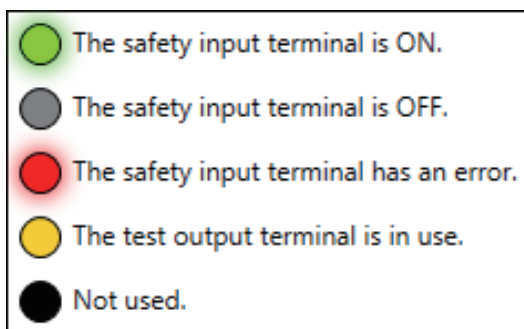 The safety input terminal is ON.
The safety input terminal is OFF.
The safety input terminal has an error.
The test output terminal is in use.
Not used.